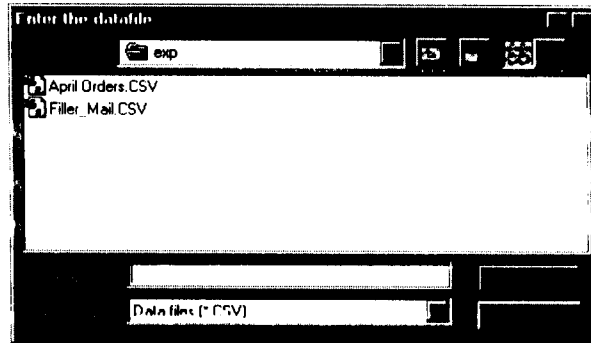 Enter the datafile
exp
April Orders.CSV
Filler_Mail.CSV
Data files (*.CSV)